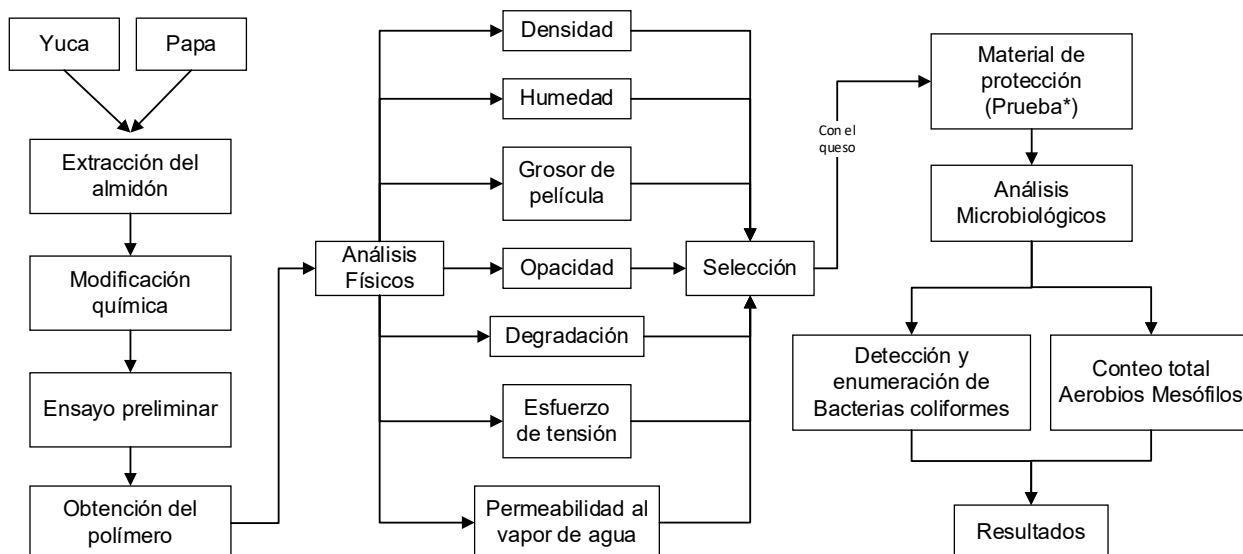 Yuca
Papa
Extracción del
almidón
Modificación
química
Ensayo preliminar
Obtención del
polímero
Análisis
Físicos
Densidad
Humedad
Grosor de
película
Opacidad
Degradación
Esfuerzo
de tensión
Permeabilidad al
vapor de agua
Selección
Con el
queso
Material de
protección
(Prueba*)
Análisis
Microbiológicos
Detección y
enumeración de
Bacterias coliformes
Conteo total
Aerobios Mesófilos
Resultados